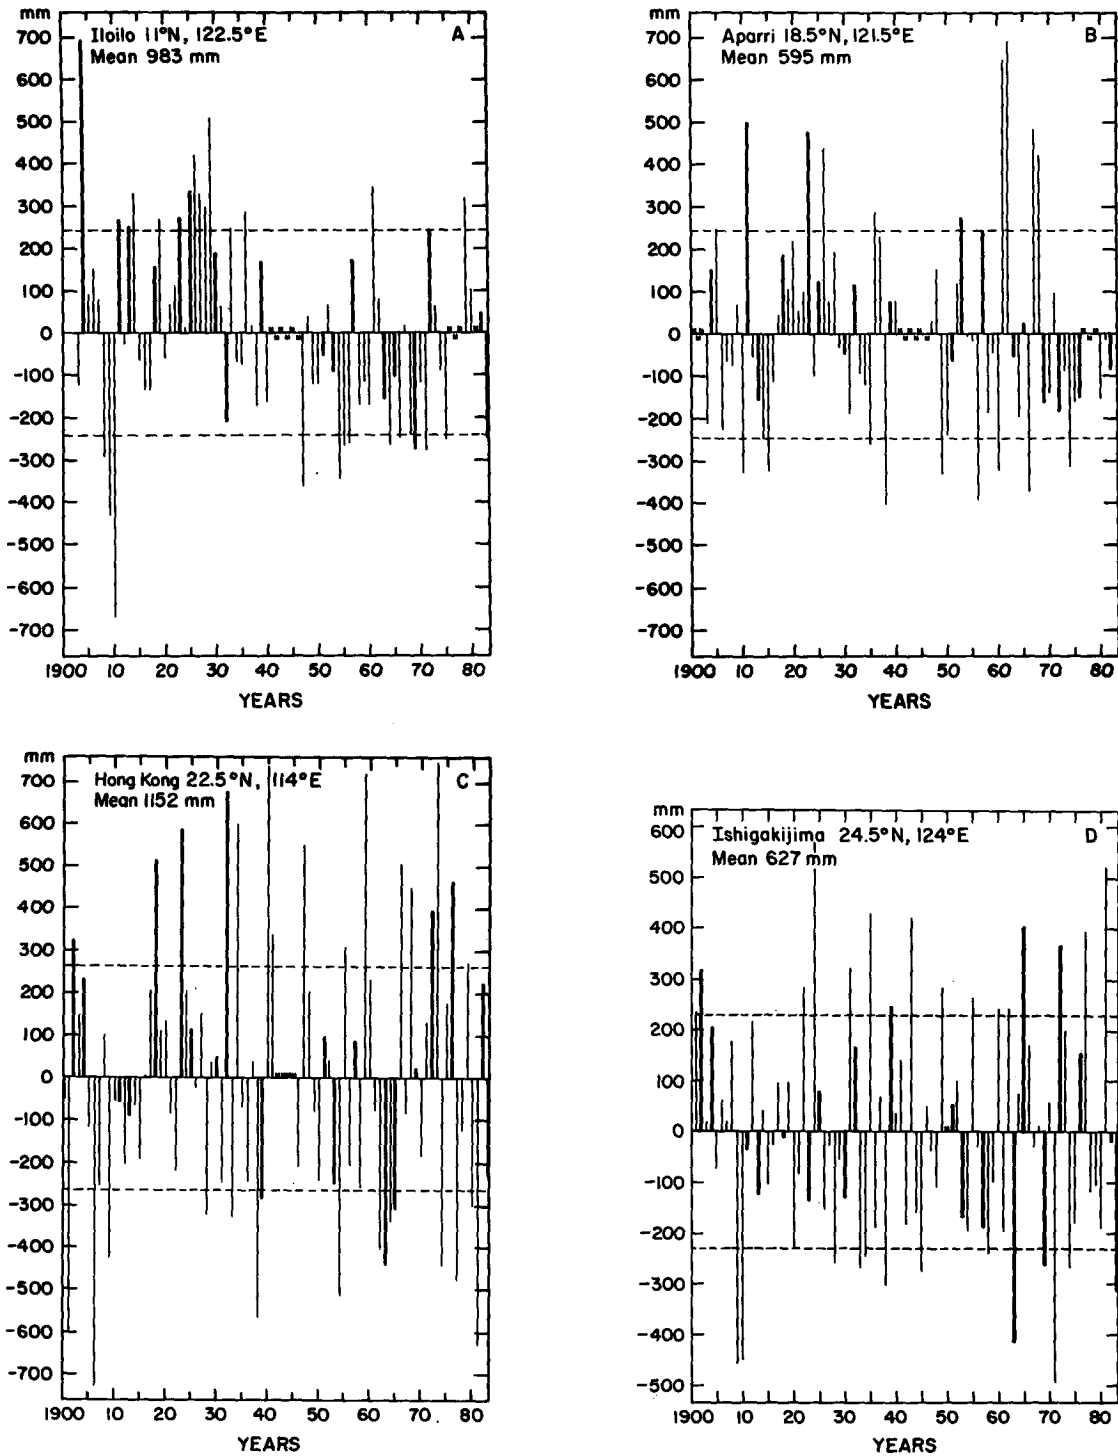 mm
700
600
500
400
300
200
100
0
-100
-200
-300
-400
-500
-600
-700
Iloilo 11°N, 122.5°E
Mean 983 mm
A
1900 10 20 30 40 50 60 70 80
YEARS
mm
700
600
500
400
300
200
100
0
-100
-200
-300
-400
-500
-600
-700
Aparri 18.5°N, 121.5°E
Mean 595 mm
B
1900 10 20 30 40 50 60 70 80
YEARS
mm
700
600
500
400
300
200
100
0
-100
-200
-300
-400
-500
-600
-700
Hong Kong 22.5°N, 114°E
Mean 1152 mm
C
1900 10 20 30 40 50 60 70 80
YEARS
mm
600
500
400
300
200
100
0
-100
-200
-300
-400
-500
Ishigakijima 24.5°N, 124°E
Mean 627 mm
D
1900 10 20 30 40 50 60 70 80
YEARS